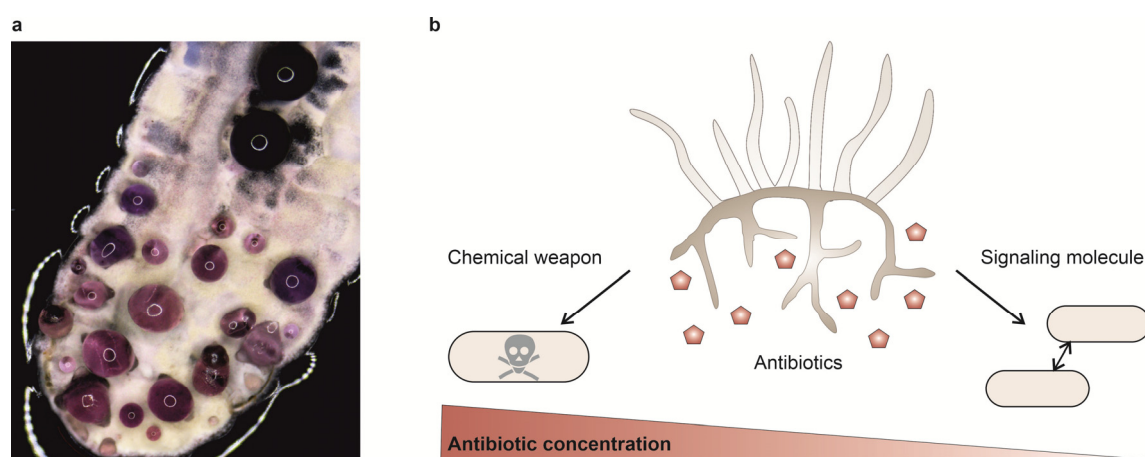 a
b
Chemical weapon
Signaling molecule
Antibiotics
Antibiotic concentration